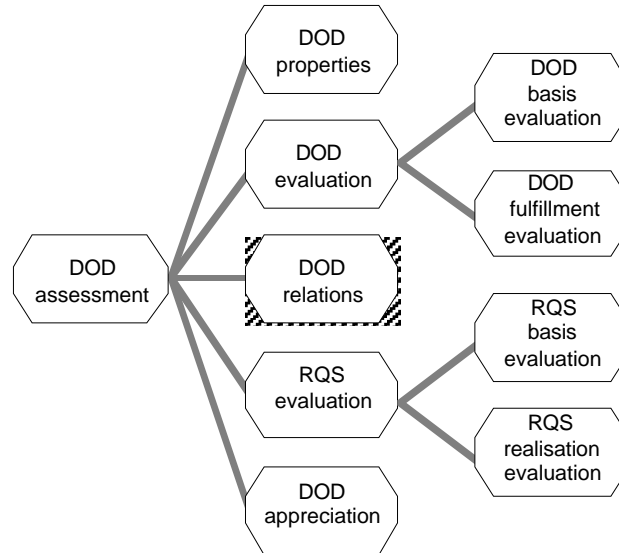 DOD
properties
DOD
basis
evaluation
DOD
evaluation
DOD
fulfillment
evaluation
DOD
assessment
DOD
relations
RQS
basis
evaluation
RQS
evaluation
RQS
realisation
evaluation
DOD
appreciation